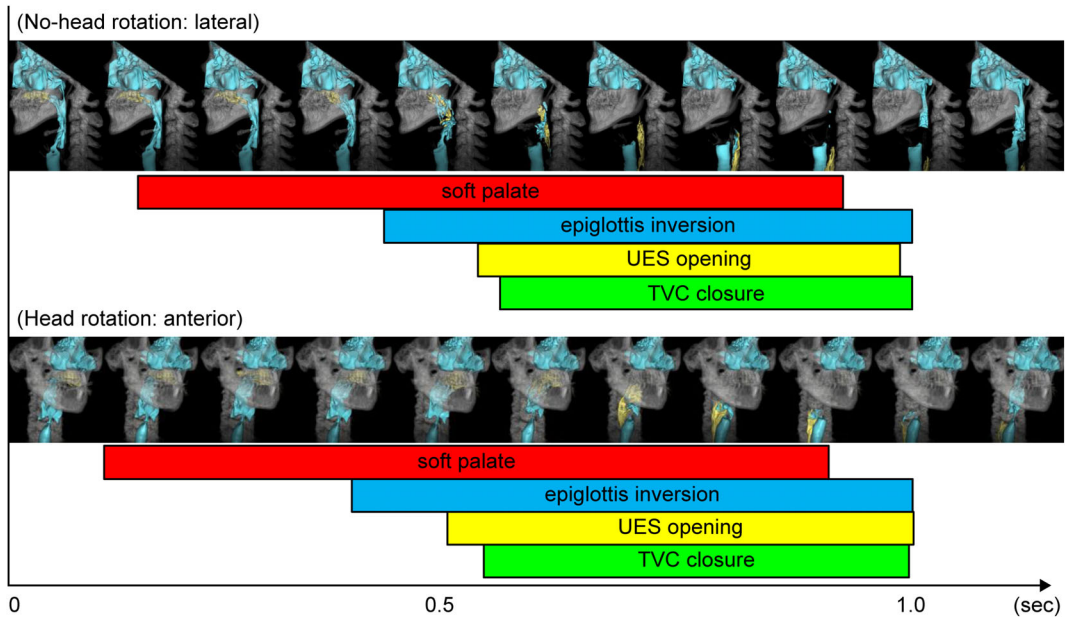 (No-head rotation: lateral)
soft palate
epiglottis inversion
UES opening
TVC closure
(Head rotation: anterior)
soft palate
epiglottis inversion
UES opening
TVC closure
0 0.5 1.0 (sec)